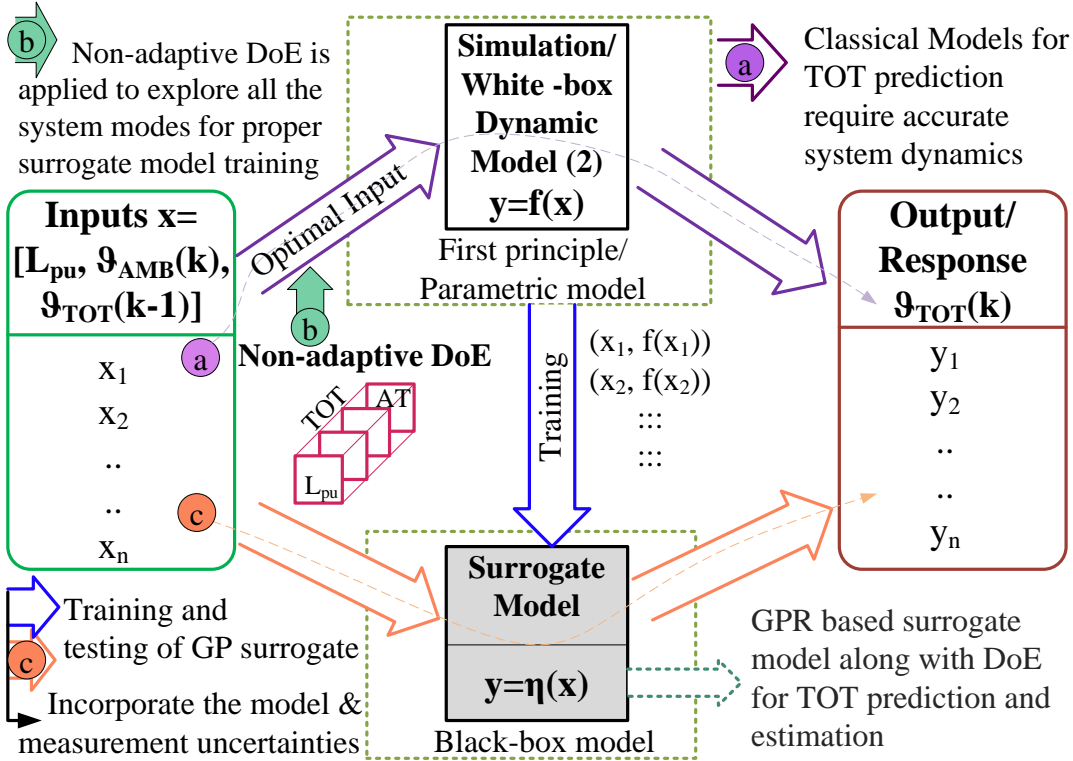 b
Non-adaptive DoE is
applied to explore all the
system modes for proper
surrogate model training
Simulation/
White -box
Dynamic
Model (2)
y=f(x)
First principle/
Parametric model
a
Classical Models for
TOT prediction
require accurate
system dynamics
Inputs x=
[Lpu, ϑAMB(k),
ϑTOT(k-1)]
x1
x2
..
..
xn
a
c
Optimal Input
b
Non-adaptive DoE
TOT
AT
Lpu
Training
(x1, f(x1))
(x2, f(x2))
:::
:::
Output/
Response
ϑTOT(k)
y1
y2
..
..
yn
Surrogate
Model
y=η(x)
Black-box model
Training and
testing of GP surrogate
c
Incorporate the model &
measurement uncertainties
GPR based surrogate
model along with DoE
for TOT prediction and
estimation